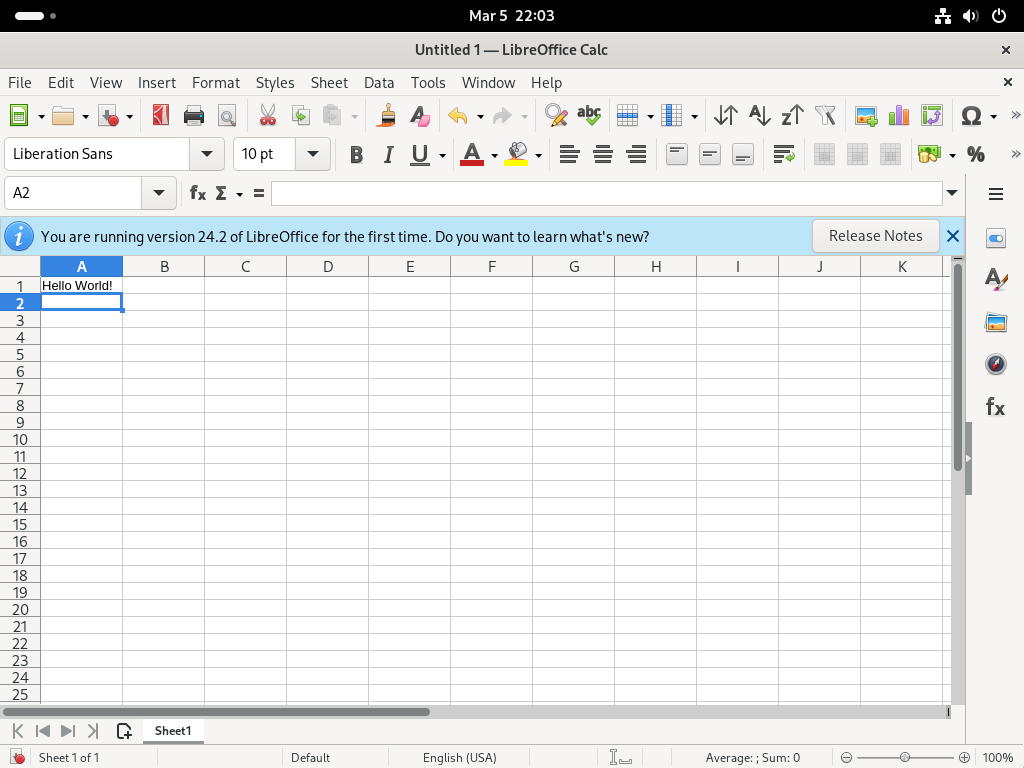 Mar 5 22:03
Untitled 1 — LibreOffice Calc
File Edit View Insert Format Styles Sheet Data Tools Window Help
Liberation Sans 10 pt B I U A %
A2 fx Σ =
You are running version 24.2 of LibreOffice for the first time. Do you want to learn what's new? Release Notes
A B C D E F G H I J K
1 Hello World!
2
3
4
5
6
7
8
9
10
11
12
13
14
15
16
17
18
19
20
21
22
23
24
25
Sheet1
Sheet 1 of 1 Default English (USA) Average: ; Sum: 0 100%